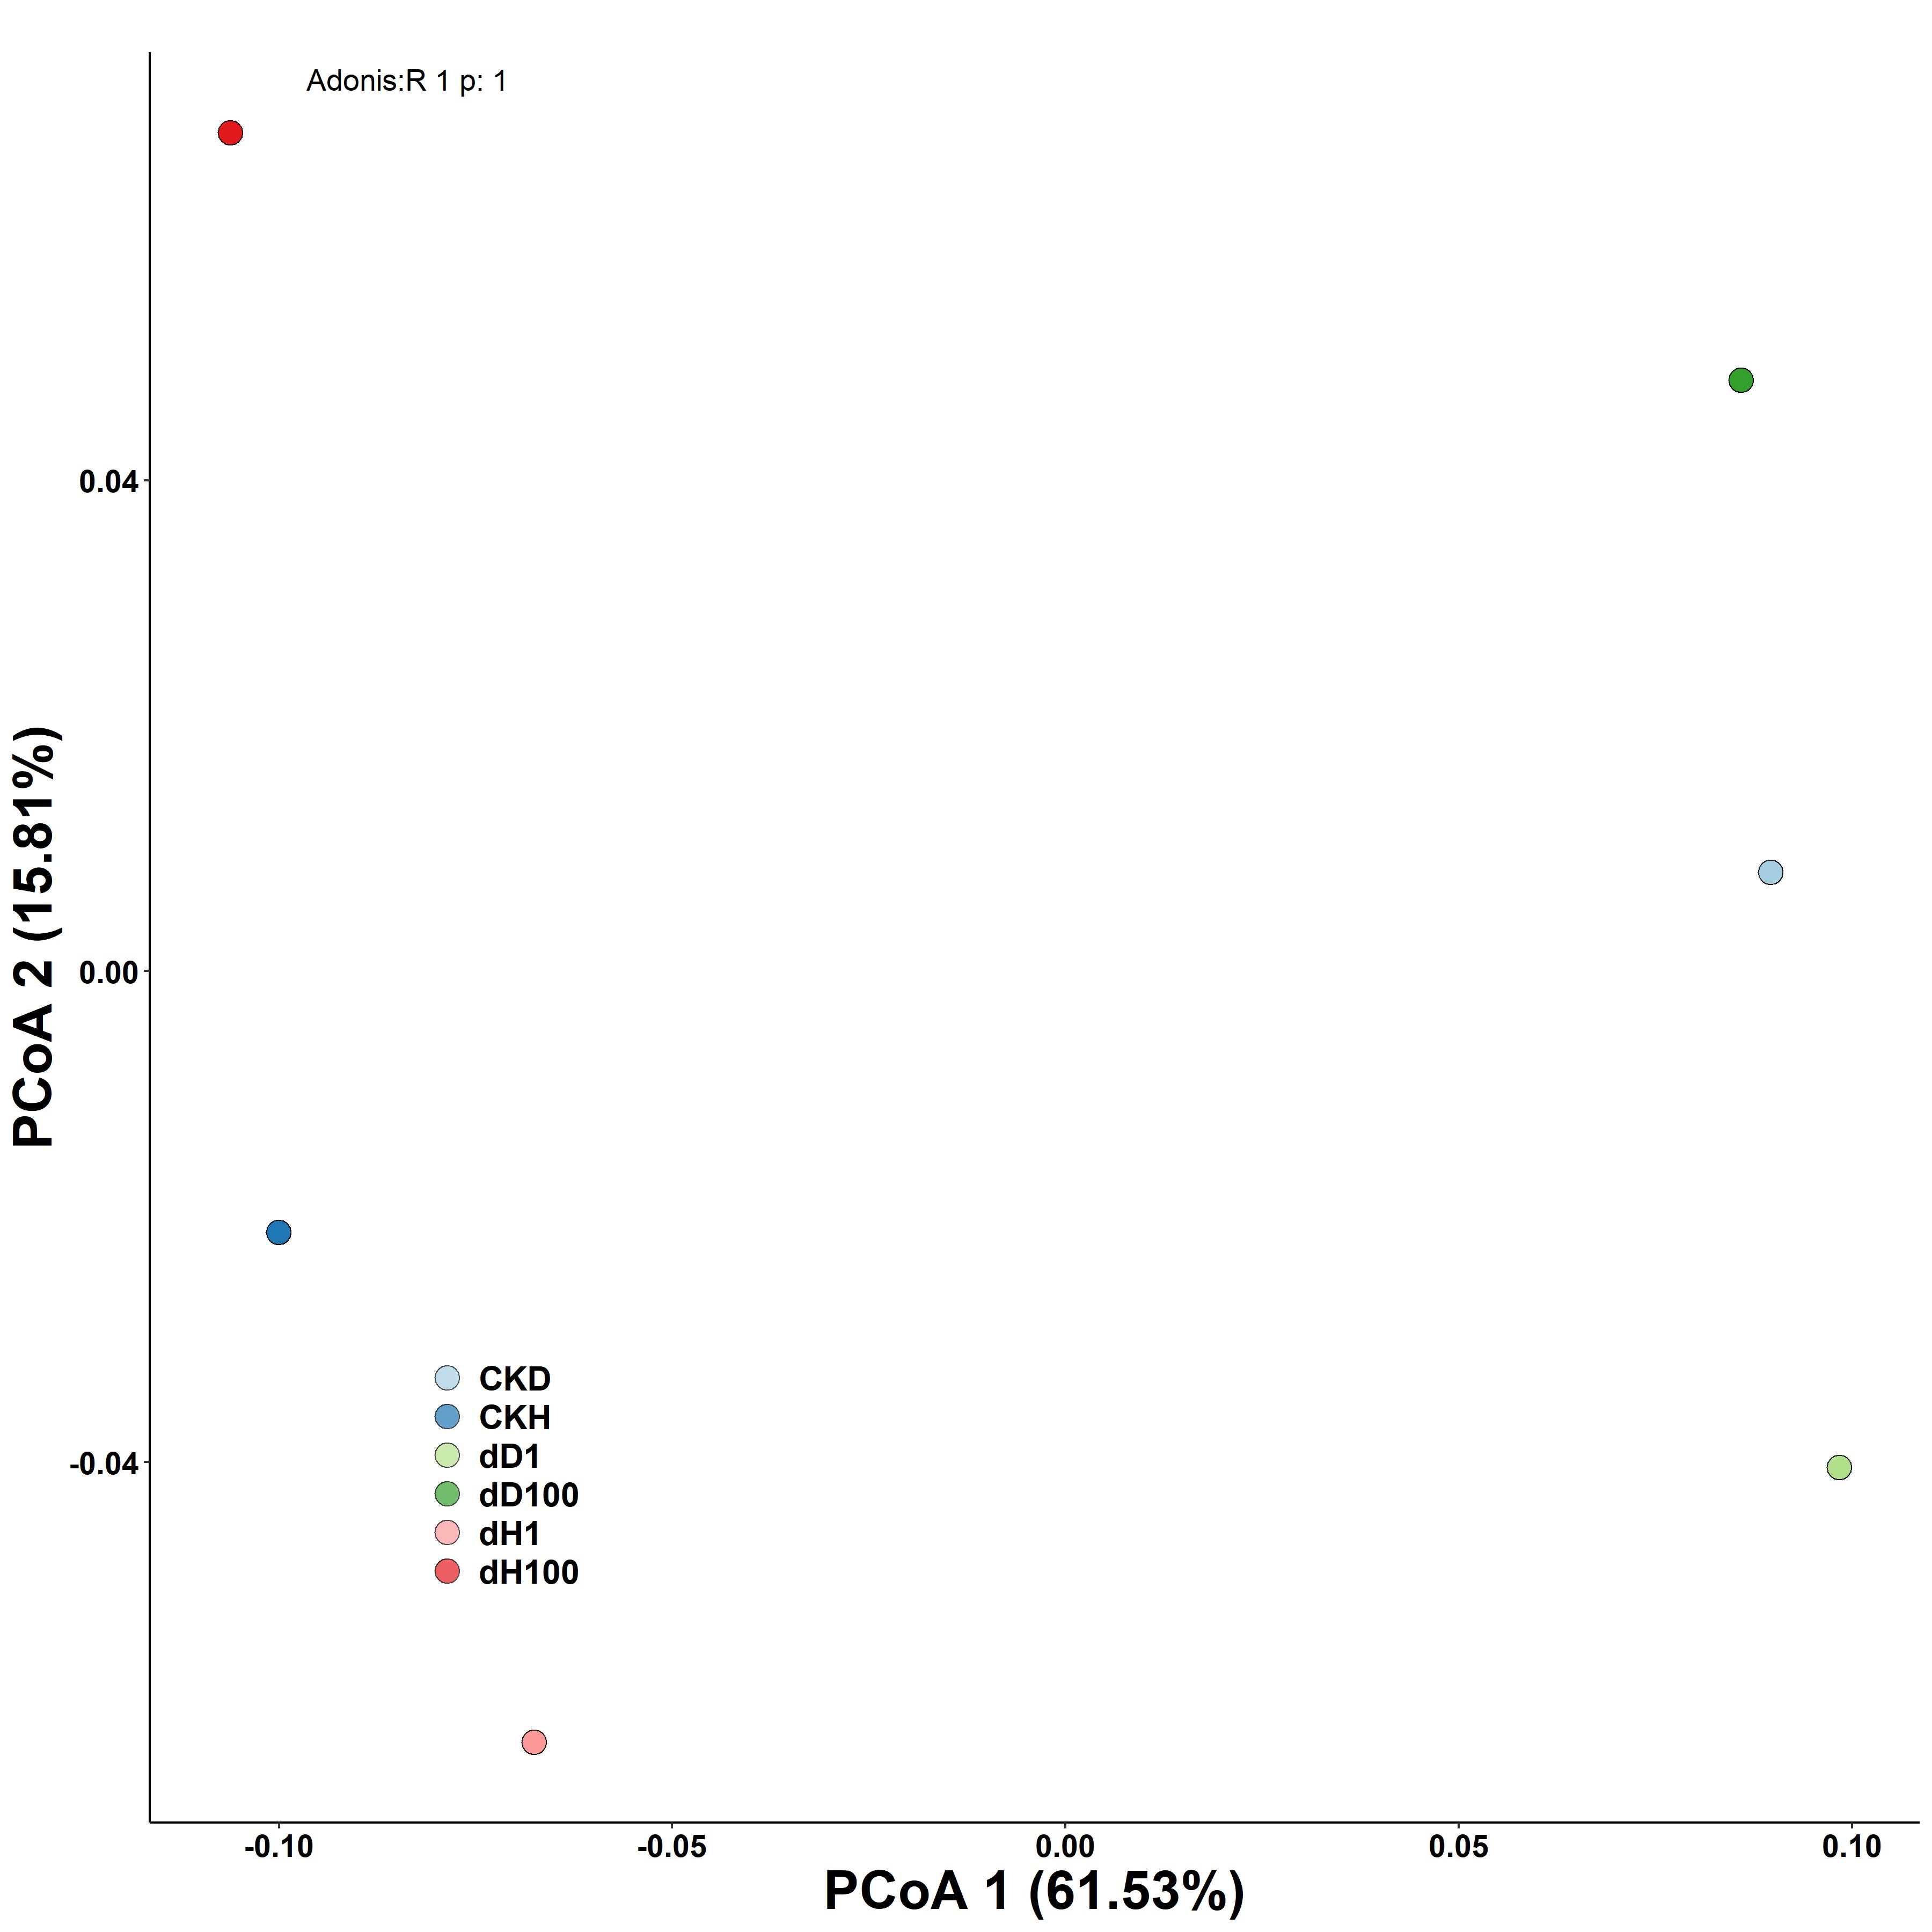 Adonis:R 1 p: 1
0.04
0.00
-0.04
PCoA 2 (15.81%)
CKD
CKH
dD1
dD100
dH1
dH100
-0.10
-0.05
0.00
0.05
0.10
PCoA 1 (61.53%)